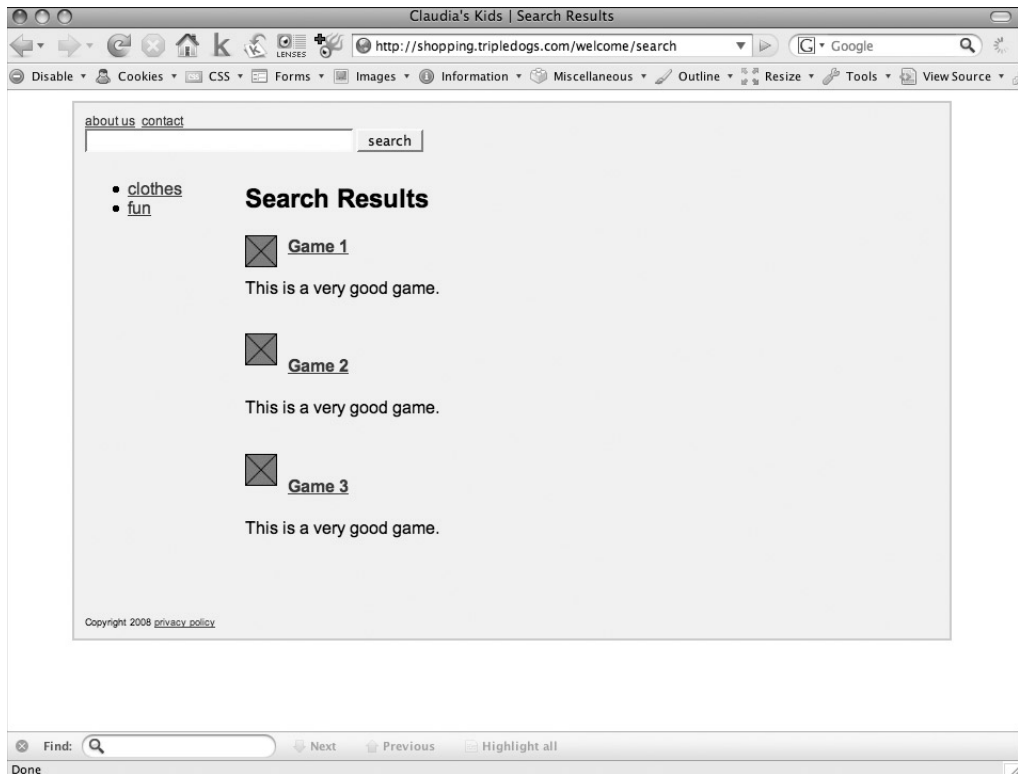 Claudia's Kids | Search Results
LENSES http://shopping.tripledogs.com/welcome/search G Google
Disable Cookies CSS Forms Images Information Miscellaneous Outline Resize Tools View Source
about us contact
search
clothes
fun
Search Results
Game 1
This is a very good game.
Game 2
This is a very good game.
Game 3
This is a very good game.
Copyright 2008 privacy policy
Find: Next Previous Highlight all
Done